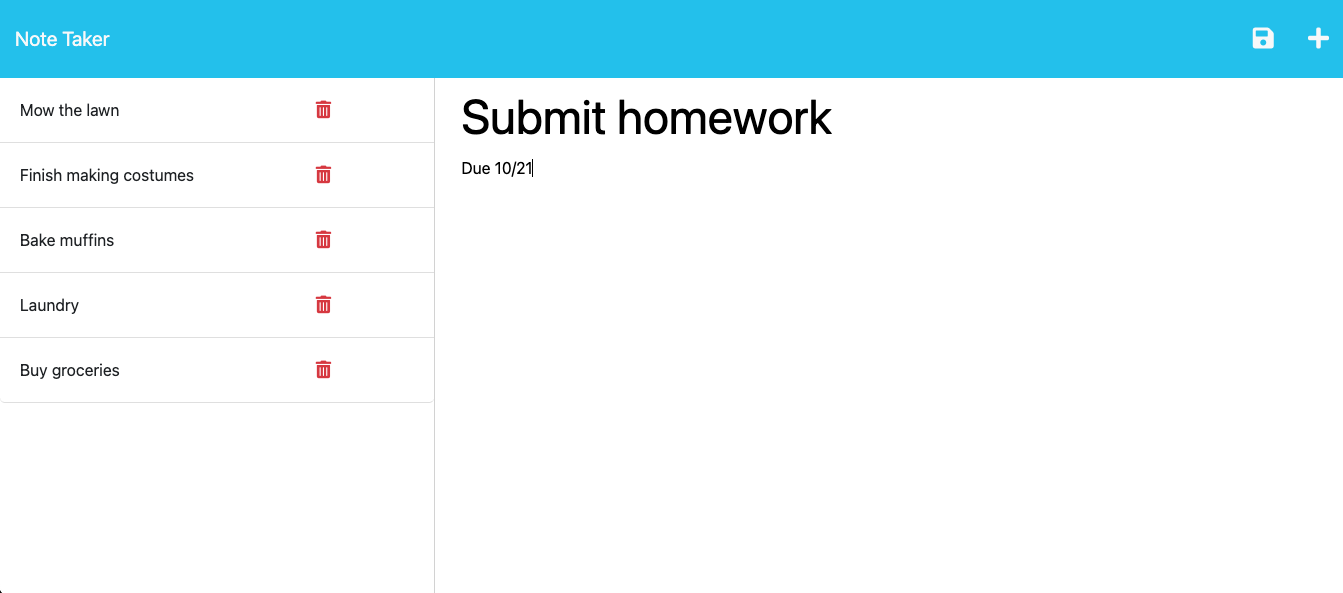 Note Taker
Mow the lawn
Finish making costumes
Bake muffins
Laundry
Buy groceries
Submit homework
Due 10/21